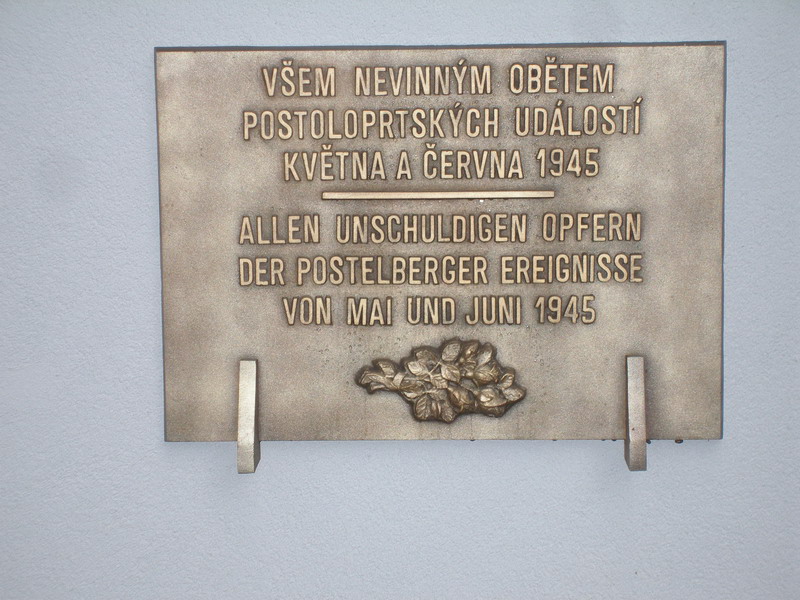 VŠEM NEVINNÝM OBĚTEM
POSTOLOPRTSKÝCH UDÁLOSTÍ
KVĚTNA A ČERVNA 1945
ALLEN UNSCHULDIGEN OPFERN
DER POSTELBERGER EREIGNISSE
VON MAI UND JUNI 1945